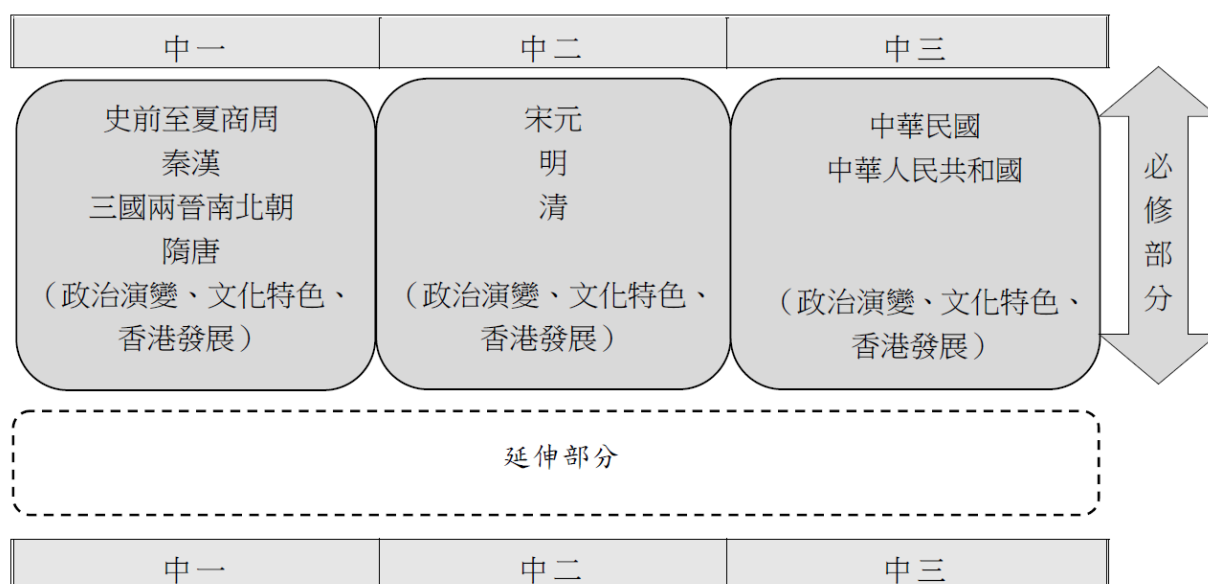 中一
中二
中三
史前至夏商周
秦漢
三國兩晉南北朝
隋唐
（政治演變、文化特色、
香港發展）
宋元
明
清
（政治演變、文化特色、
香港發展）
中華民國
中華人民共和國
（政治演變、文化特色、
香港發展）
必修部分
延伸部分
中一
中二
中三